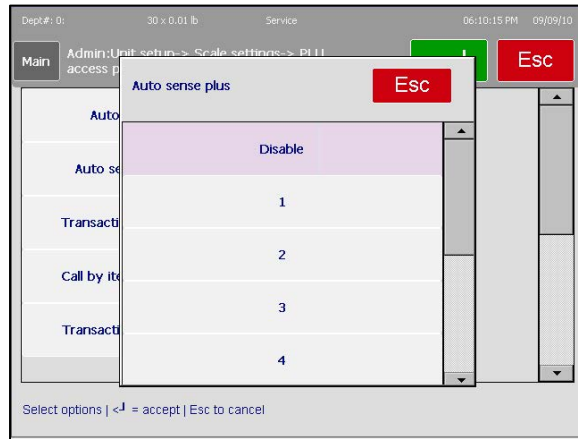 Dept#: 0: 30 x 0.01 lb Service 06:10:15 PM 09/09/10
Main Admin:Unit setup-> Scale settings-> PLU Esc
access p
Auto sense plus Esc
Auto
Auto se
Transacti
Call by ite
Transacti
Disable
1
2
3
4
Select options | <┘ = accept | Esc to cancel